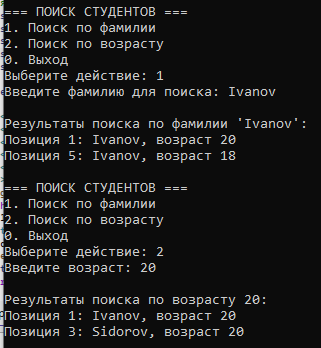 === ПОИСК СТУДЕНТОВ ===
1. Поиск по фамилии
2. Поиск по возрасту
0. Выход
Выберите действие: 1
Введите фамилию для поиска: Ivanov
Результаты поиска по фамилии 'Ivanov':
Позиция 1: Ivanov, возраст 20
Позиция 5: Ivanov, возраст 18
=== ПОИСК СТУДЕНТОВ ===
1. Поиск по фамилии
2. Поиск по возрасту
0. Выход
Выберите действие: 2
Введите возраст: 20
Результаты поиска по возрасту 20:
Позиция 1: Ivanov, возраст 20
Позиция 3: Sidorov, возраст 20